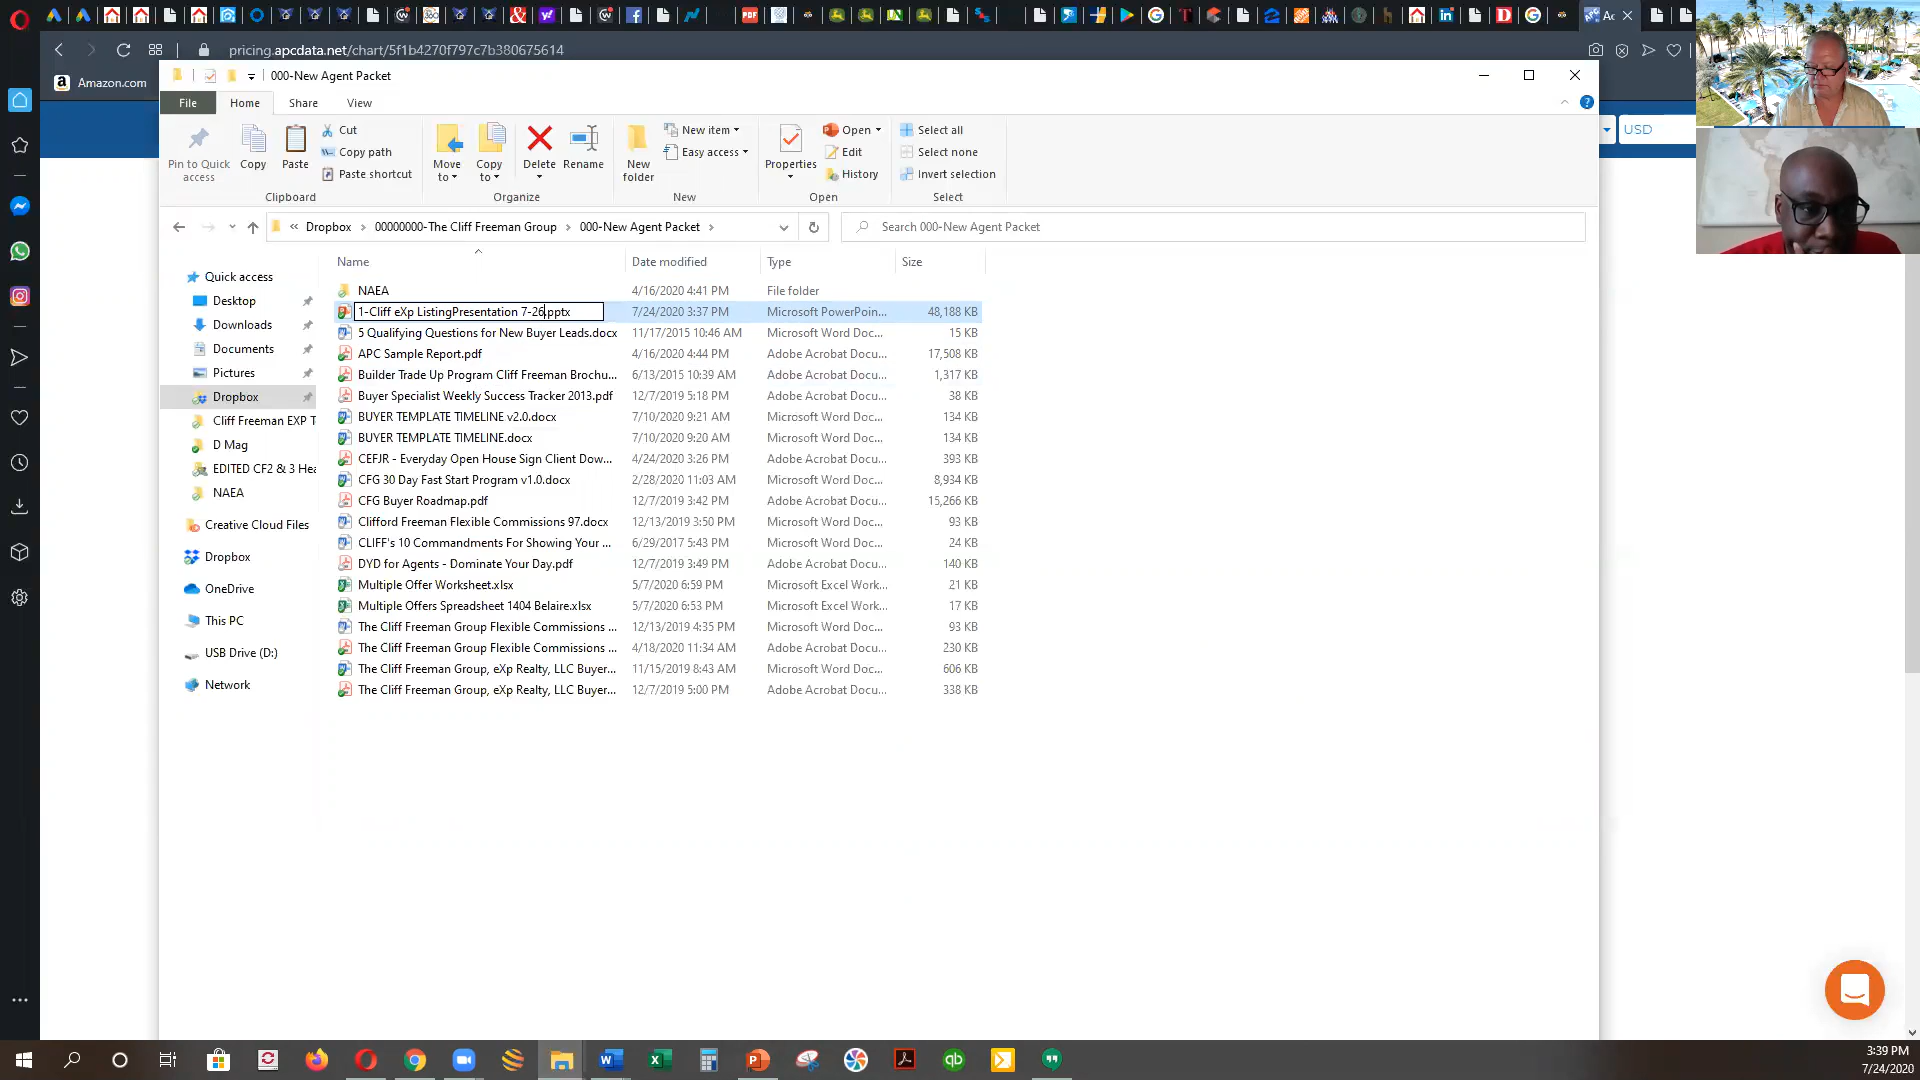 pricing.apcdata.net/chart/5f1b4270f797c7b380675614
Amazon.com
000-New Agent Packet
File
Home
Share
View
USD
Pin to Quick access
Copy
Paste
Cut
Copy path
Paste shortcut
Move to
Copy to
Delete
Rename
New folder
New item
Easy access
Properties
Open
Edit
History
Select all
Select none
Invert selection
Clipboard
Organize
New
Open
Select
« Dropbox > 00000000-The Cliff Freeman Group > 000-New Agent Packet >
Search 000-New Agent Packet
Name Date modified Type Size
Quick access
Desktop
Downloads
Documents
Pictures
Dropbox
Cliff Freeman EXP T
D Mag
EDITED CF2 & 3 Hea
NAEA
Creative Cloud Files
Dropbox
OneDrive
This PC
USB Drive (D:)
Network
NAEA 4/16/2020 4:41 PM File folder
1-Cliff eXp ListingPresentation 7-26.pptx 7/24/2020 3:37 PM Microsoft PowerPoin... 48,188 KB
5 Qualifying Questions for New Buyer Leads.docx 11/17/2015 10:46 AM Microsoft Word Doc... 15 KB
APC Sample Report.pdf 4/16/2020 4:44 PM Adobe Acrobat Docu... 17,508 KB
Builder Trade Up Program Cliff Freeman Brochu... 6/13/2015 10:39 AM Adobe Acrobat Docu... 1,317 KB
Buyer Specialist Weekly Success Tracker 2013.pdf 12/7/2019 5:18 PM Adobe Acrobat Docu... 38 KB
BUYER TEMPLATE TIMELINE v2.0.docx 7/10/2020 9:21 AM Microsoft Word Doc... 134 KB
BUYER TEMPLATE TIMELINE.docx 7/10/2020 9:20 AM Microsoft Word Doc... 134 KB
CEFJR - Everyday Open House Sign Client Dow... 4/24/2020 3:26 PM Adobe Acrobat Docu... 393 KB
CFG 30 Day Fast Start Program v1.0.docx 2/28/2020 11:03 AM Microsoft Word Doc... 8,934 KB
CFG Buyer Roadmap.pdf 12/7/2019 3:42 PM Adobe Acrobat Docu... 15,266 KB
Clifford Freeman Flexible Commissions 97.docx 12/13/2019 3:50 PM Microsoft Word Doc... 93 KB
CLIFF's 10 Commandments For Showing Your ... 6/29/2017 5:43 PM Microsoft Word Doc... 24 KB
DYD for Agents - Dominate Your Day.pdf 12/7/2019 3:49 PM Adobe Acrobat Docu... 140 KB
Multiple Offer Worksheet.xlsx 5/7/2020 6:59 PM Microsoft Excel Work... 21 KB
Multiple Offers Spreadsheet 1404 Belaire.xlsx 5/7/2020 6:53 PM Microsoft Excel Work... 17 KB
The Cliff Freeman Group Flexible Commissions ... 12/13/2019 4:35 PM Microsoft Word Doc... 93 KB
The Cliff Freeman Group Flexible Commissions ... 4/18/2020 11:34 AM Adobe Acrobat Docu... 230 KB
The Cliff Freeman Group, eXp Realty, LLC Buyer... 11/15/2019 8:43 AM Microsoft Word Doc... 606 KB
The Cliff Freeman Group, eXp Realty, LLC Buyer... 12/7/2019 5:00 PM Adobe Acrobat Docu... 338 KB
3:39 PM
7/24/2020